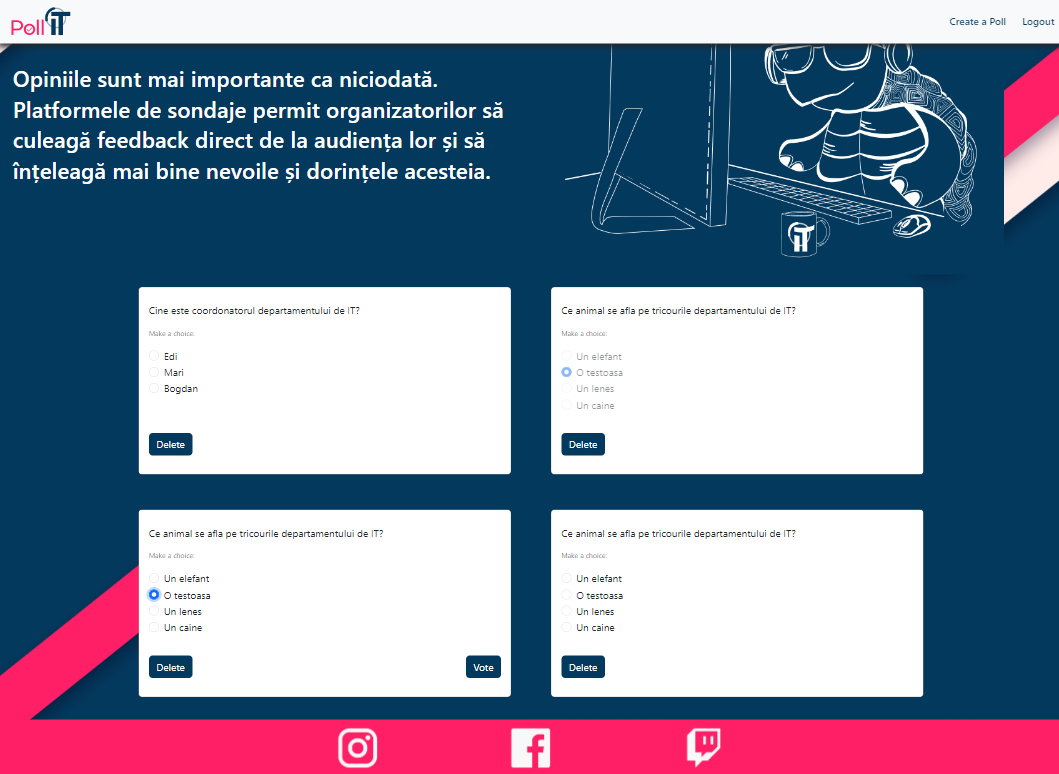 Poll iT
Create a Poll
Logout
Opiniile sunt mai importante ca niciodată.
Platformele de sondaje permit organizatorilor să
culeagă feedback direct de la audiența lor și să
înțeleagă mai bine nevoile și dorințele acesteia.
iT
Cine este coordonatorul departamentului de IT?
Make a choice:
Edi
Mari
Bogdan
Delete
Ce animal se afla pe tricourile departamentului de IT?
Make a choice:
Un elefant
O testoasa
Un lenes
Un caine
Delete
Ce animal se afla pe tricourile departamentului de IT?
Make a choice:
Un elefant
O testoasa
Un lenes
Un caine
Delete
Vote
Ce animal se afla pe tricourile departamentului de IT?
Make a choice:
Un elefant
O testoasa
Un lenes
Un caine
Delete